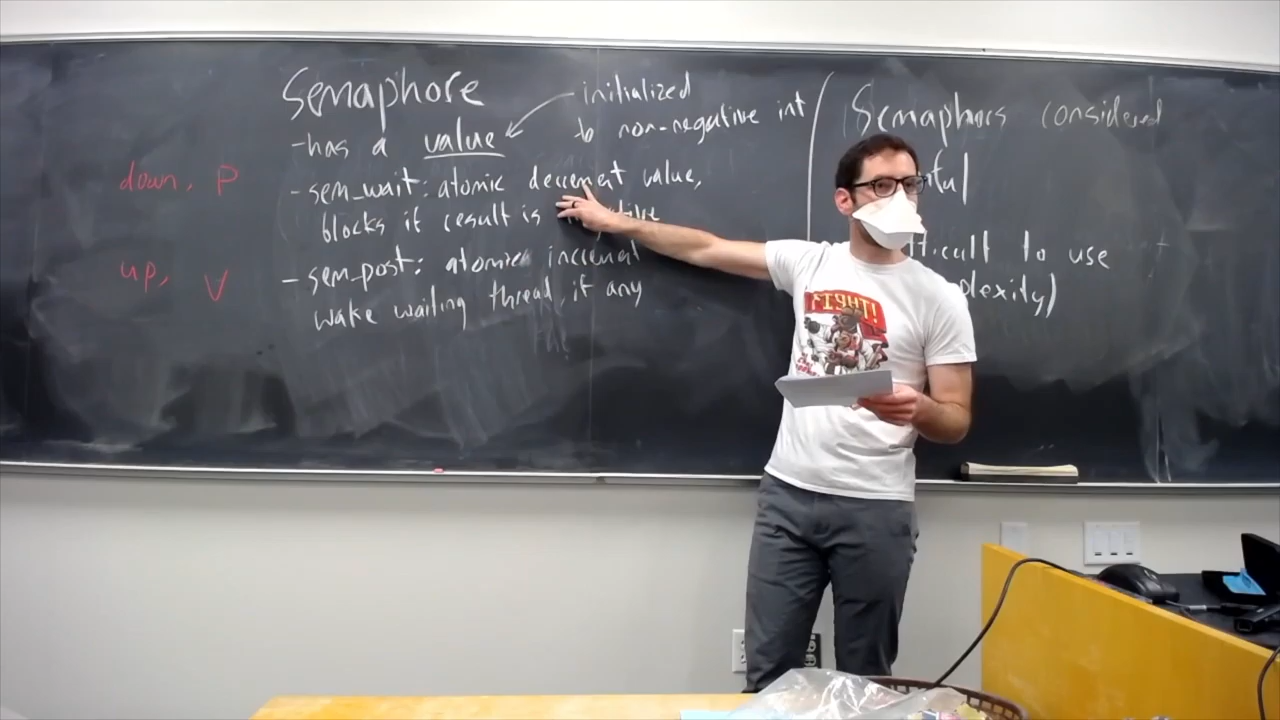 Semaphore
initialized
to non-negative int
- has a value
down, P
- sem_wait: atomic decrement value,
blocks if result is
up, V
- sem_post: atomic increment
wake waiting thread, if any
Semaphores considered
to use
FIGHT!